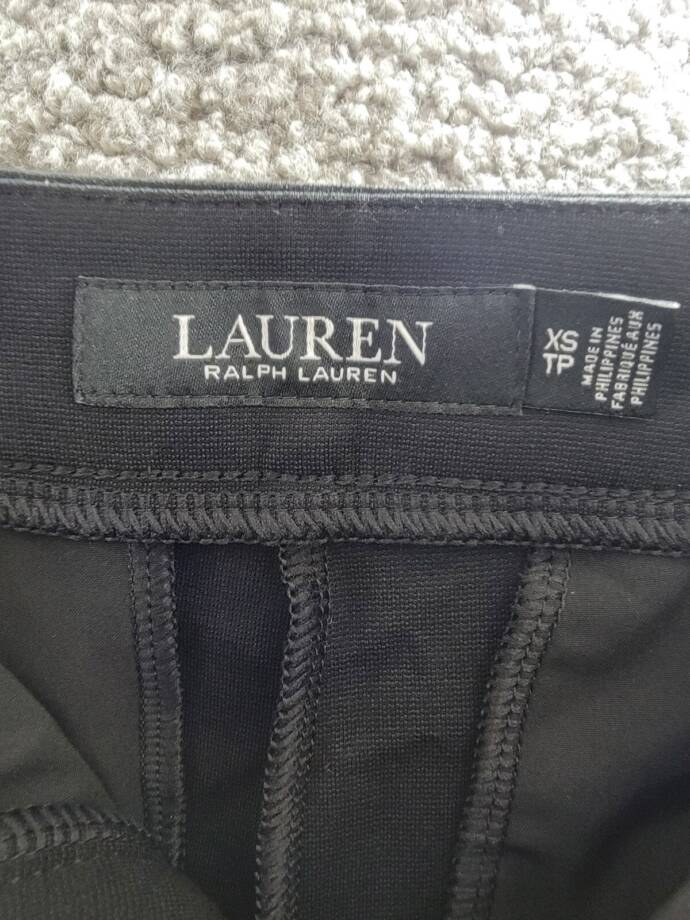 LAUREN
RALPH LAUREN
XS
TP
MADE IN
PHILIPPINES
FABRIQUÉ AUX
PHILIPPINES